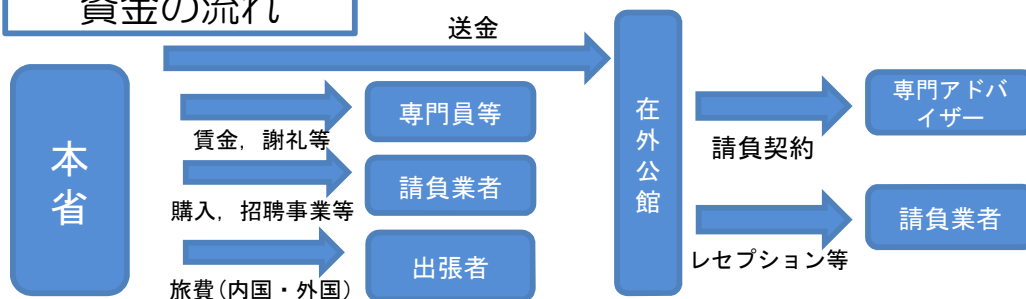 資金の流れ
送金
本省
専門員等
賃金，謝礼等
請負業者
購入，招聘事業等
出張者
旅費(内国・外国)
在外公館
専門アドバ
イザー
請負契約
請負業者
レセプション等